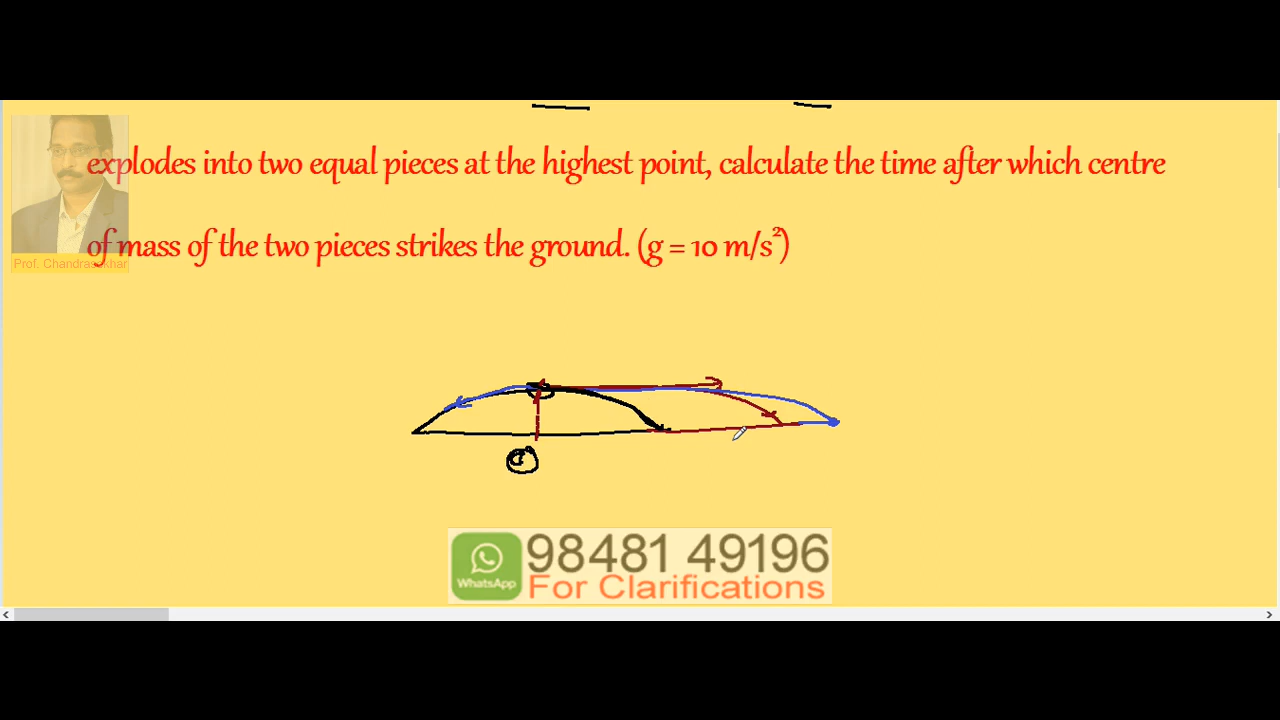 explodes into two equal pieces at the highest point, calculate the time after which centre
of mass of the two pieces strikes the ground. (g = 10 m/s²)
Prof. Chandrasekhar
98481 49196
WhatsApp
For Clarifications